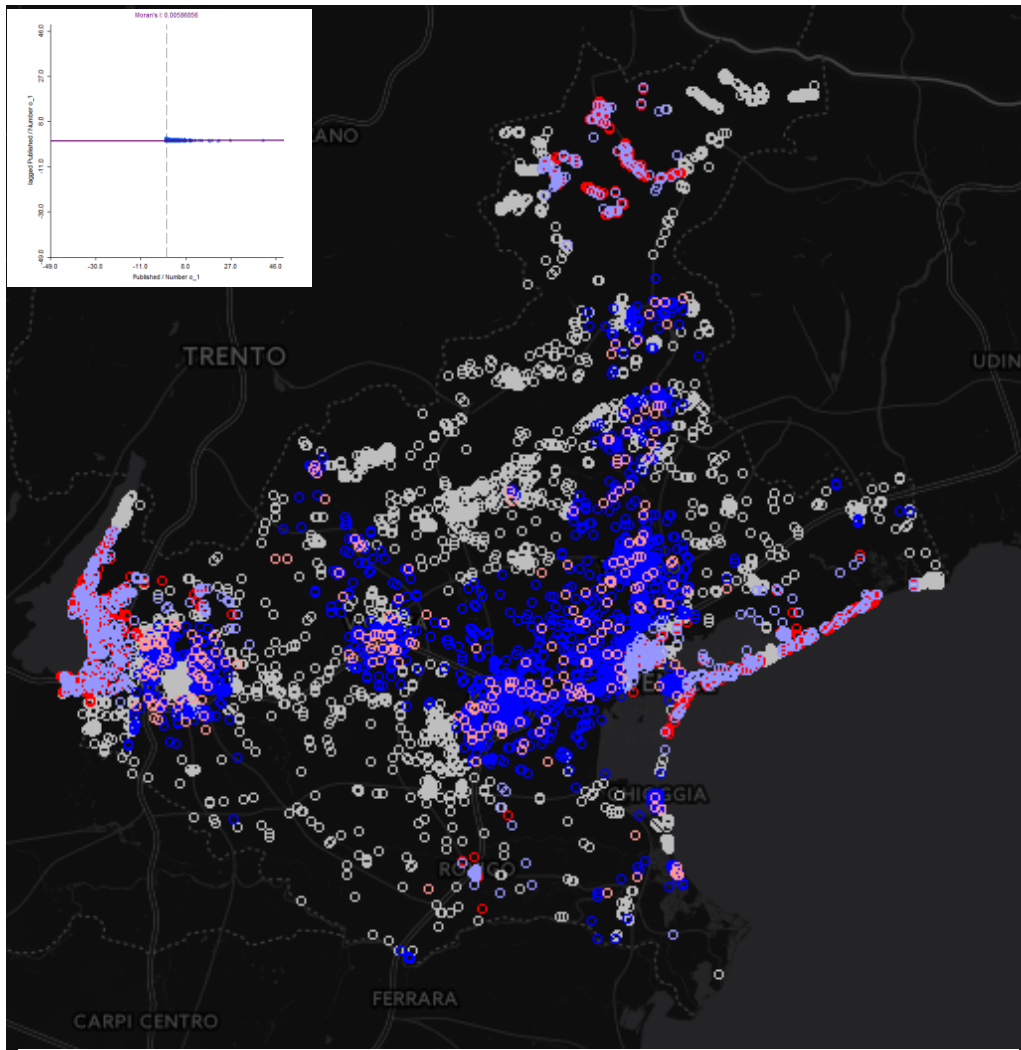 Moran's I: 0.00586856
46.0
27.0
8.0
-11.0
-30.0
-49.0
lagged Published / Number o_1
-49.0 -30.0 -11.0 8.0 27.0 46.0
Published / Number o_1
ZANO
TRENTO
UDIN
CHIOGGIA
ROVIGO
FERRARA
CARPI CENTRO